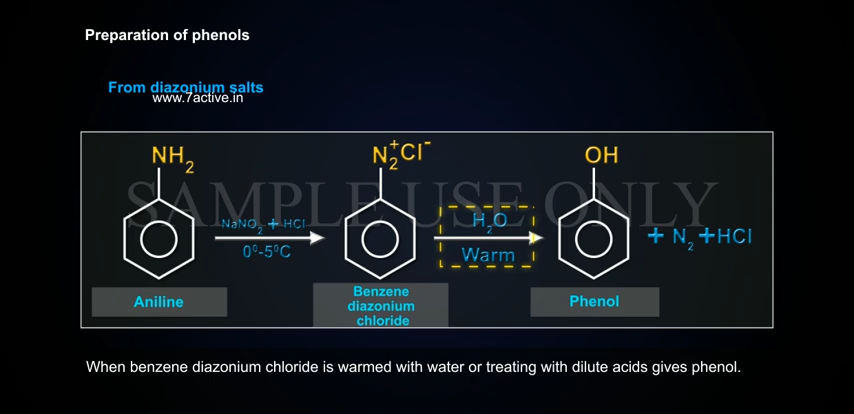 Preparation of phenols
From diazonium salts
www.7active.in
SAMPLE USE ONLY
NH₂
N₂⁺Cl⁻
OH
NaNO₂ + HCl
0⁰-5⁰C
H₂O
Warm
+ N₂ + HCl
Aniline
Benzene
diazonium
chloride
Phenol
When benzene diazonium chloride is warmed with water or treating with dilute acids gives phenol.